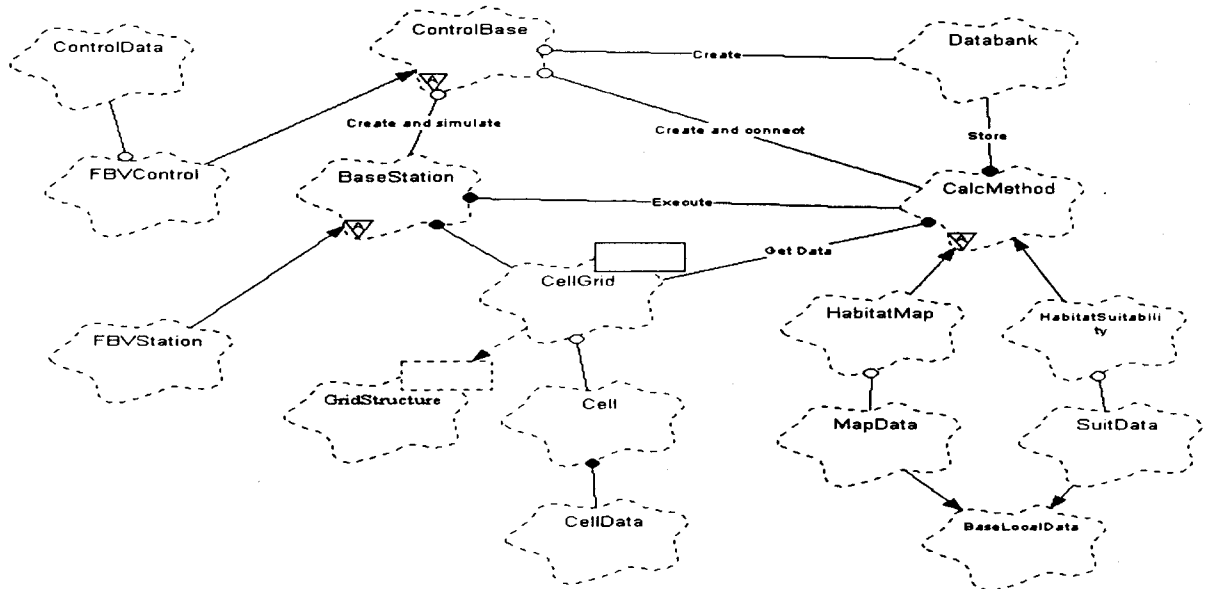 ControlData
ControlBase
Databank
Create
A
Create and simulate
Create and connect
Store
FBVControl
BaseStation
CalcMethod
Execute
A
A
Get Data
CellGrid
HabitatMap
HabitatSuitabili
ty
FBVStation
GridStructure
Cell
MapData
SuitData
CellData
BaseLocalData